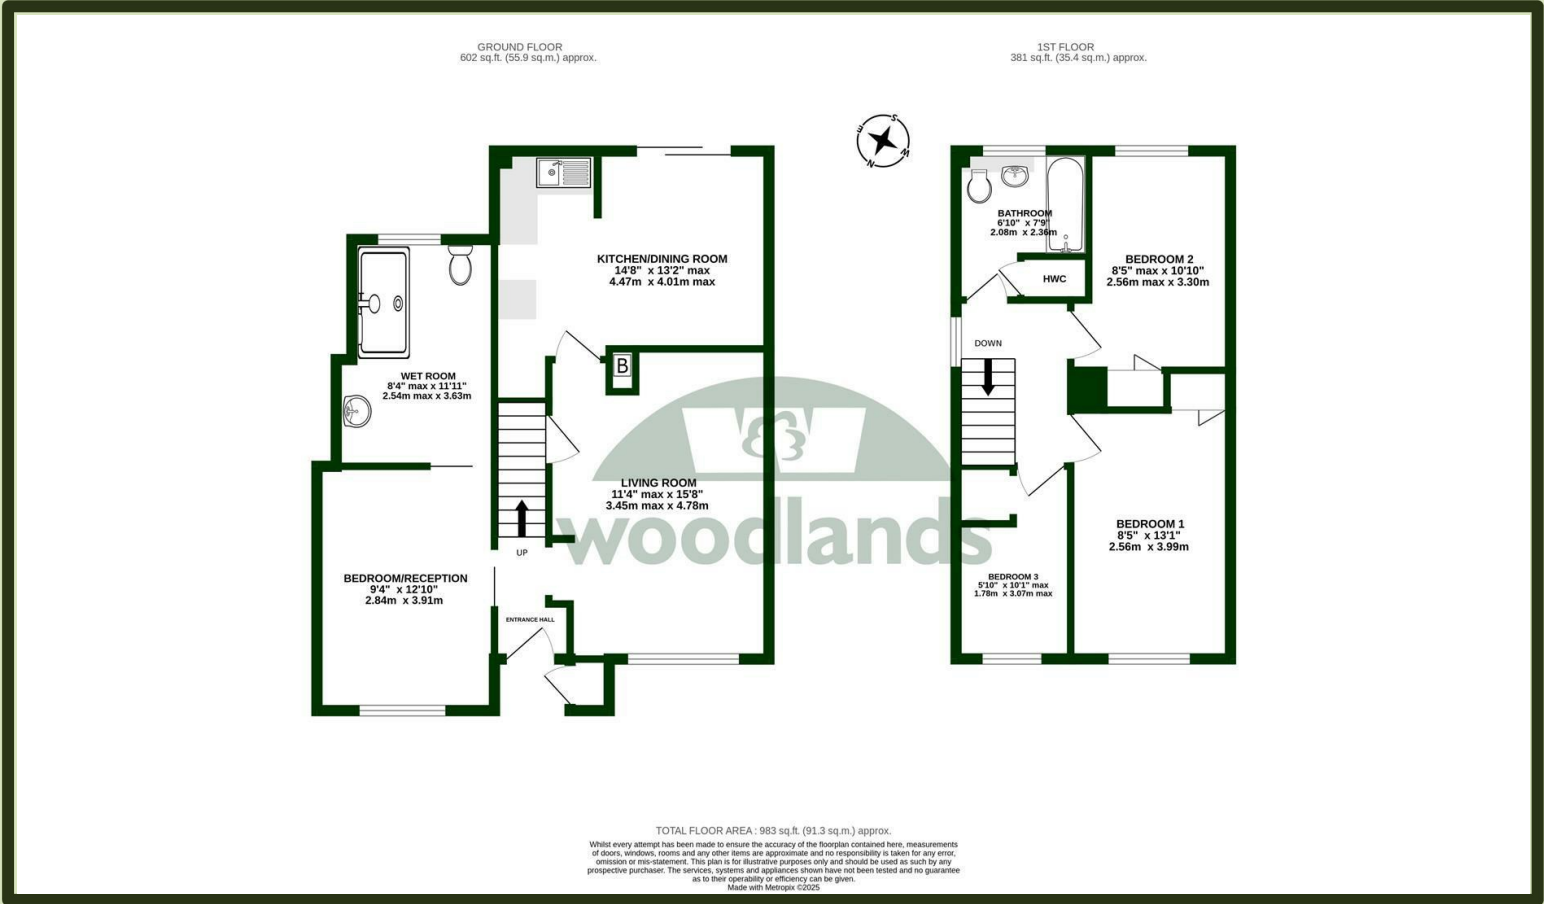 GROUND FLOOR
602 sq.ft. (55.9 sq.m.) approx.
1ST FLOOR
381 sq.ft. (35.4 sq.m.) approx.
S
E
W
N
KITCHEN/DINING ROOM
14'8" x 13'2" max
4.47m x 4.01m max
B
WET ROOM
8'4" max x 11'11"
2.54m max x 3.63m
LIVING ROOM
11'4" max x 15'8"
3.45m max x 4.78m
UP
BEDROOM/RECEPTION
9'4" x 12'10"
2.84m x 3.91m
ENTRANCE HALL
BATHROOM
6'10" x 7'9"
2.08m x 2.36m
HWC
BEDROOM 2
8'5" max x 10'10"
2.56m max x 3.30m
DOWN
BEDROOM 1
8'5" x 13'1"
2.56m x 3.99m
BEDROOM 3
5'10" x 10'1" max
1.78m x 3.07m max
woodlands
TOTAL FLOOR AREA : 983 sq.ft. (91.3 sq.m.) approx.
Whilst every attempt has been made to ensure the accuracy of the floorplan contained here, measurements
of doors, windows, rooms and any other items are approximate and no responsibility is taken for any error,
omission or mis-statement. This plan is for illustrative purposes only and should be used as such by any
prospective purchaser. The services, systems and appliances shown have not been tested and no guarantee
as to their operability or efficiency can be given.
Made with Metropix ©2025